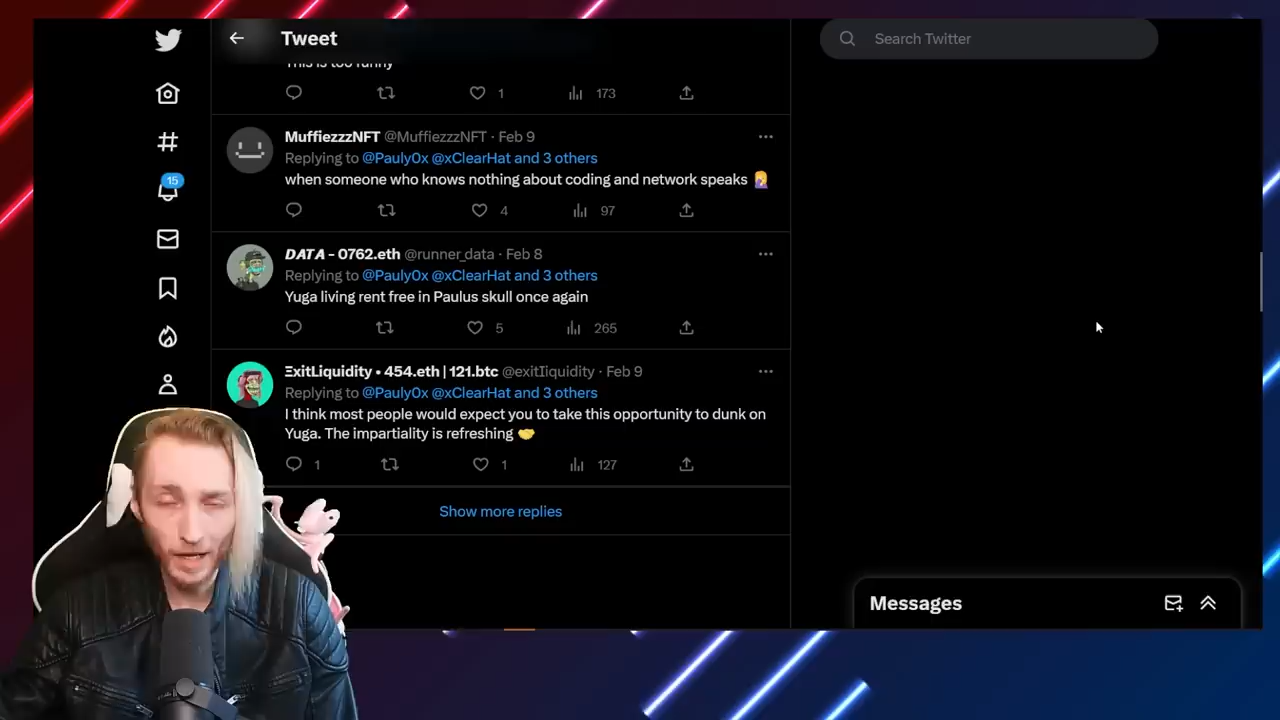 Tweet
Search Twitter
This is too funny
1
173
MuffiezzzNFT @MuffiezzzNFT · Feb 9
Replying to @Pauly0x @xClearHat and 3 others
when someone who knows nothing about coding and network speaks 🤦‍♀️
4
97
15
DATA - 0762.eth @runner_data · Feb 8
Replying to @Pauly0x @xClearHat and 3 others
Yuga living rent free in Paulus skull once again
5
265
ΞxitLiquidity • 454.eth | 121.btc @exitIiquidity · Feb 9
Replying to @Pauly0x @xClearHat and 3 others
I think most people would expect you to take this opportunity to dunk on
Yuga. The impartiality is refreshing 🤝
1
1
127
Show more replies
Messages